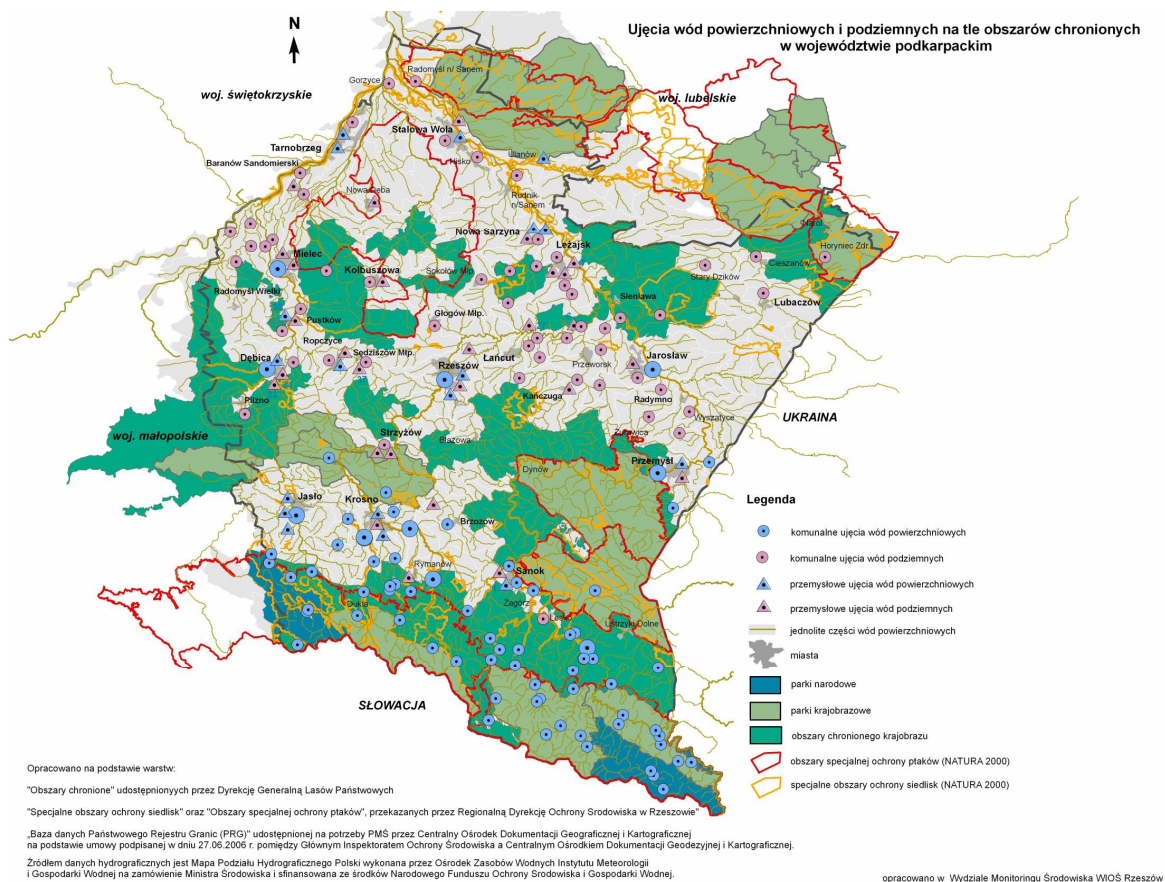 N
Ujęcia wód powierzchniowych i podziemnych na tle obszarów chronionych
w województwie podkarpackim
Radomyśl n/ Sanem
Gorzyce
woj. świętokrzyskie
woj. lubelskie
Stalowa Wola
Tarnobrzeg
Ulanów
Nisko
Baranów Sandomierski
Nowa Dęba
Rudnik
n/Sanem
Narol
Nowa Sarzyna
Horyniec Zdr.
Leżajsk
Mielec
Cieszanów
Kolbuszowa
Sokołów Młp.
Stary Dzików
Radomyśl Wielki
Sieniawa
Lubaczów
Głogów Młp.
Pustków
Ropczyce
Sędziszów Młp.
Łańcut
Dębica
Rzeszów
Przeworsk
Jarosław
Pilzno
Kańczuga
Radymno
UKRAINA
Wyszatyce
woj. małopolskie
Strzyżów
Błażowa
Żurawica
Przemyśl
Dynów
Jasło
Krosno
Brzozów
Rymanów
Sanok
Dukla
Zagórz
Lesko
Ustrzyki Dolne
SŁOWACJA
Legenda
komunalne ujęcia wód powierzchniowych
komunalne ujęcia wód podziemnych
przemysłowe ujęcia wód powierzchniowych
przemysłowe ujęcia wód podziemnych
jednolite części wód powierzchniowych
miasta
parki narodowe
parki krajobrazowe
obszary chronionego krajobrazu
obszary specjalnej ochrony ptaków (NATURA 2000)
specjalne obszary ochrony siedlisk (NATURA 2000)
Opracowano na podstawie warstw:
"Obszary chronione" udostępnionych przez Dyrekcję Generalną Lasów Państwowych
"Specjalne obszary ochrony siedlisk" oraz "Obszary specjalnej ochrony ptaków", przekazanych przez Regionalną Dyrekcję Ochrony Srodowiska w Rzeszowie"
„Baza danych Państwowego Rejestru Granic (PRG)" udostępnionej na potrzeby PMŚ przez Centralny Ośrodek Dokumentacji Geograficznej i Kartograficznej
na podstawie umowy podpisanej w dniu 27.06.2006 r. pomiędzy Głównym Inspektoratem Ochrony Środowiska a Centralnym Ośrodkiem Dokumentacji Geodezyjnej i Kartograficznej.
Źródłem danych hydrograficznych jest Mapa Podziału Hydrograficznego Polski wykonana przez Ośrodek Zasobów Wodnych Instytutu Meteorologii
i Gospodarki Wodnej na zamówienie Ministra Środowiska i sfinansowana ze środków Narodowego Funduszu Ochrony Środowiska i Gospodarki Wodnej.
opracowano w Wydziale Monitoringu Środowiska WIOŚ Rzeszów